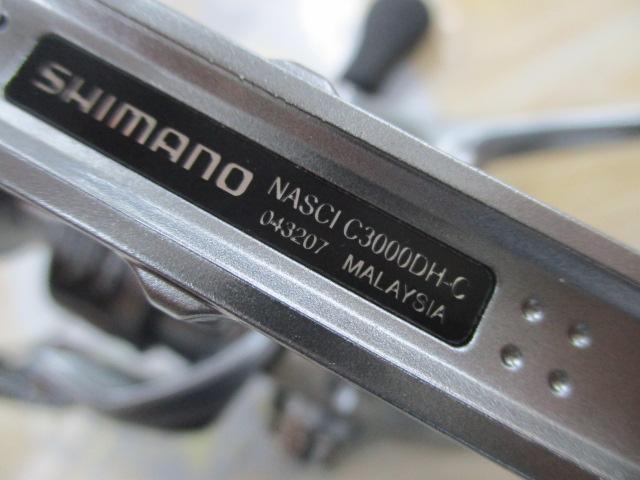 SHIMANO
NASCI C3000DH-C
043207 MALAYSIA